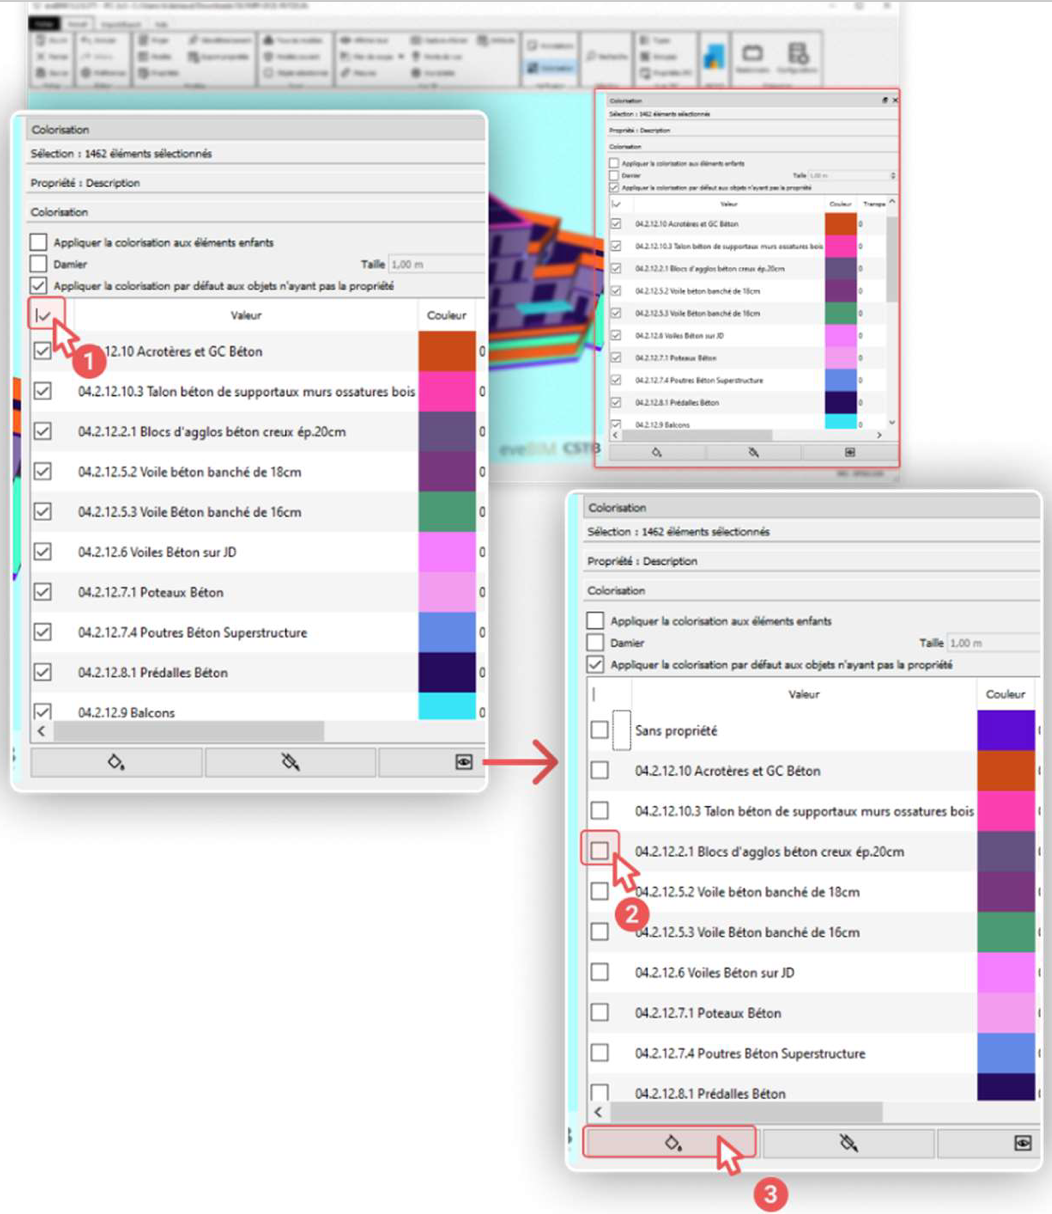 Colorisation
Sélection : 1462 éléments sélectionnés
Propriété : Description
Colorisation
Appliquer la colorisation aux éléments enfants
Damier Taille 1,00 m
Appliquer la colorisation par défaut aux objets n'ayant pas la propriété
Valeur Couleur Transpa
04.2.12.10 Acrotères et GC Béton 0
04.2.12.10.3 Talon béton de supportaux murs ossatures bois 0
04.2.12.2.1 Blocs d'agglos béton creux ép.20cm 0
04.2.12.5.2 Voile béton banché de 18cm 0
04.2.12.5.3 Voile Béton banché de 16cm 0
04.2.12.6 Voiles Béton sur JD 0
04.2.12.7.1 Poteaux Béton 0
04.2.12.7.4 Poutres Béton Superstructure 0
04.2.12.8.1 Prédalles Béton 0
04.2.12.9 Balcons 0
eveBIM CSTB
Colorisation
Sélection : 1462 éléments sélectionnés
Propriété : Description
Colorisation
Appliquer la colorisation aux éléments enfants
Damier Taille 1,00 m
Appliquer la colorisation par défaut aux objets n'ayant pas la propriété
Valeur Couleur
1
12.10 Acrotères et GC Béton 0
04.2.12.10.3 Talon béton de supportaux murs ossatures bois 0
04.2.12.2.1 Blocs d'agglos béton creux ép.20cm 0
04.2.12.5.2 Voile béton banché de 18cm 0
04.2.12.5.3 Voile Béton banché de 16cm 0
04.2.12.6 Voiles Béton sur JD 0
04.2.12.7.1 Poteaux Béton 0
04.2.12.7.4 Poutres Béton Superstructure 0
04.2.12.8.1 Prédalles Béton 0
04.2.12.9 Balcons 0
Colorisation
Sélection : 1462 éléments sélectionnés
Propriété : Description
Colorisation
Appliquer la colorisation aux éléments enfants
Damier Taille 1,00 m
Appliquer la colorisation par défaut aux objets n'ayant pas la propriété
Valeur Couleur
Sans propriété
04.2.12.10 Acrotères et GC Béton
04.2.12.10.3 Talon béton de supportaux murs ossatures bois
04.2.12.2.1 Blocs d'agglos béton creux ép.20cm
04.2.12.5.2 Voile béton banché de 18cm
2
04.2.12.5.3 Voile Béton banché de 16cm
04.2.12.6 Voiles Béton sur JD
04.2.12.7.1 Poteaux Béton
04.2.12.7.4 Poutres Béton Superstructure
04.2.12.8.1 Prédalles Béton
3